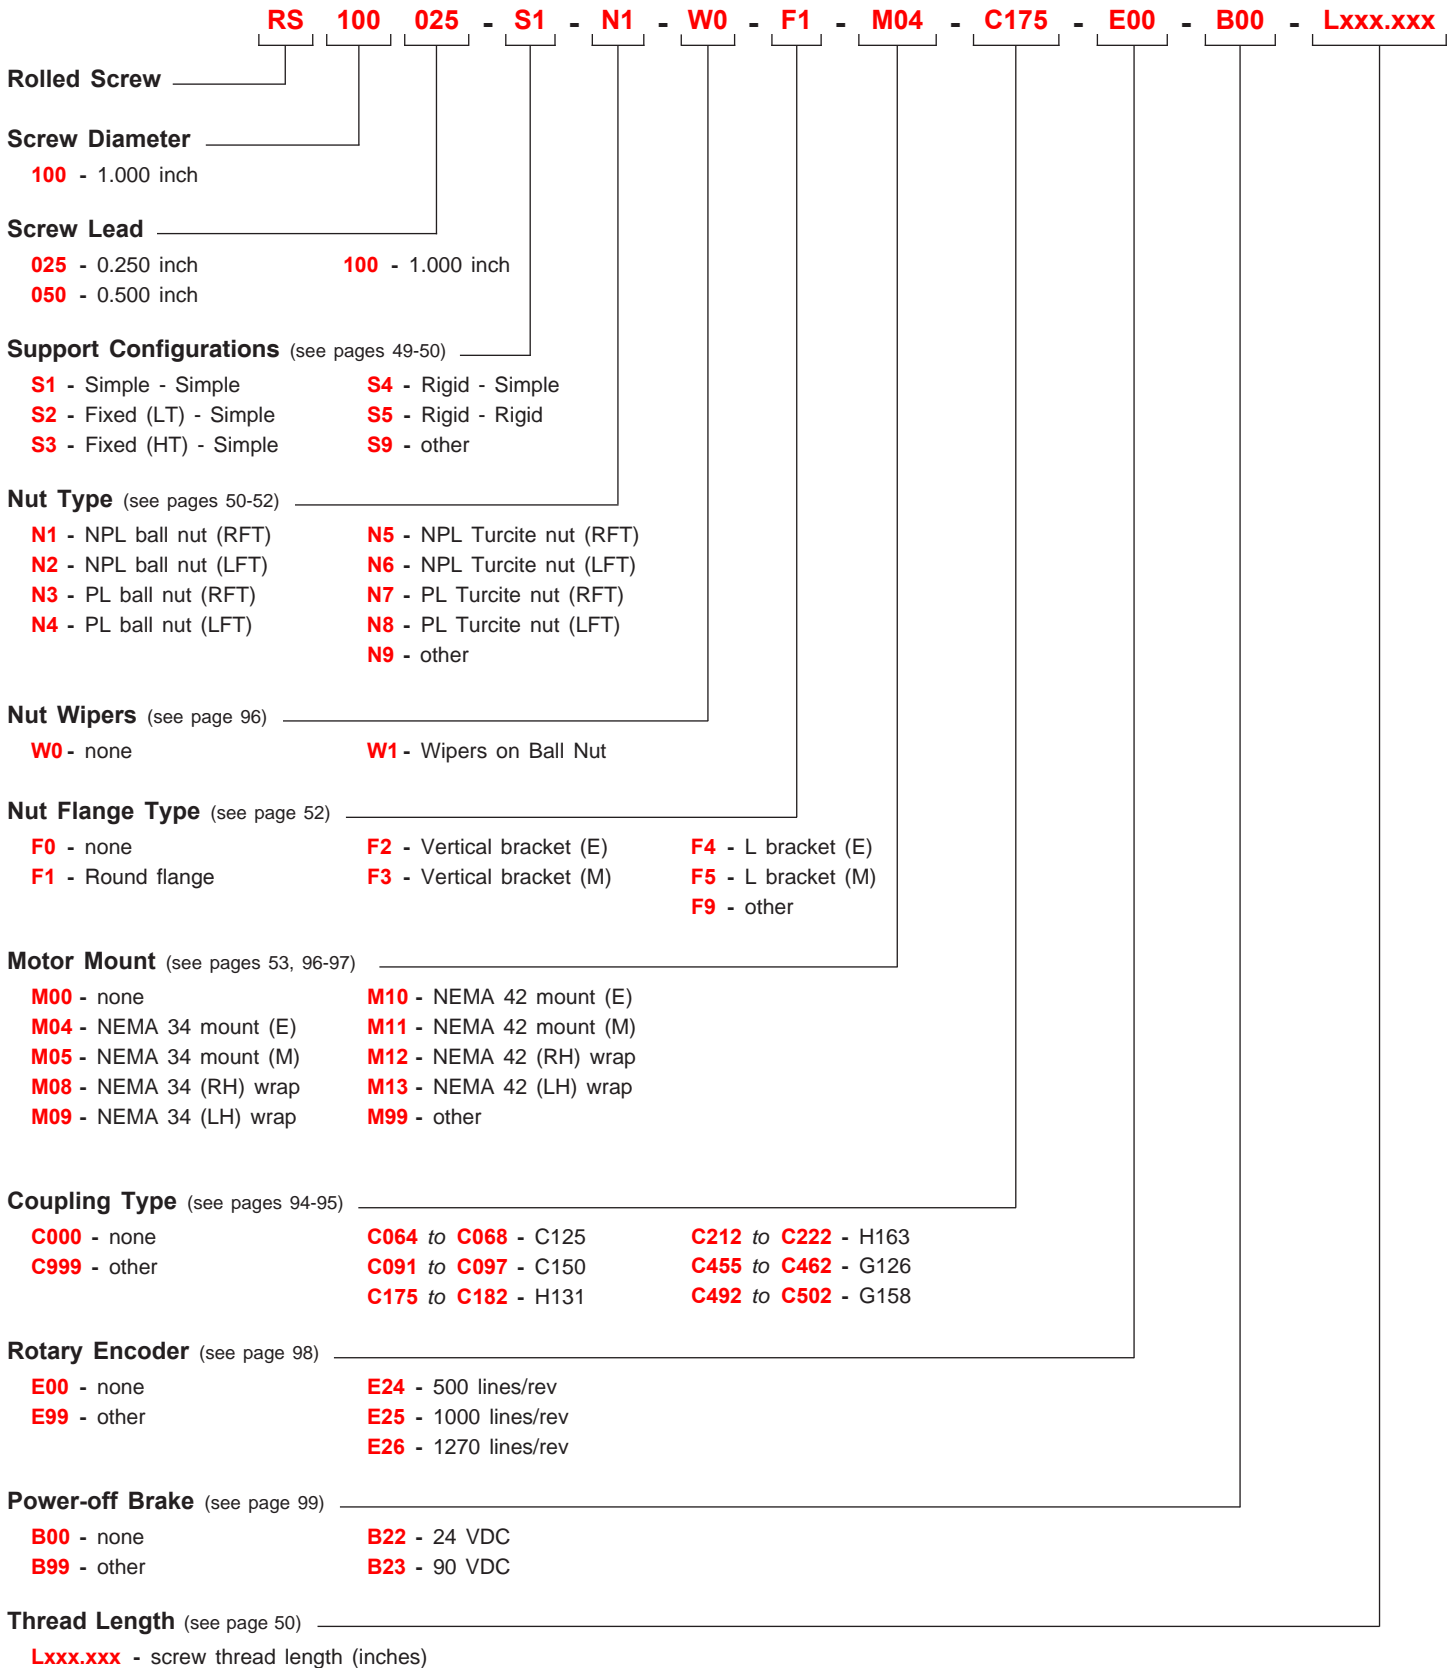 RS 100 025 - S1 - N1 - W0 - F1 - M04 - C175 - E00 - B00 - Lxxx.xxx
Rolled Screw
Screw Diameter
100 - 1.000 inch
Screw Lead
025 - 0.250 inch 100 - 1.000 inch
050 - 0.500 inch
Support Configurations (see pages 49-50)
S1 - Simple - Simple S4 - Rigid - Simple
S2 - Fixed (LT) - Simple S5 - Rigid - Rigid
S3 - Fixed (HT) - Simple S9 - other
Nut Type (see pages 50-52)
N1 - NPL ball nut (RFT) N5 - NPL Turcite nut (RFT)
N2 - NPL ball nut (LFT) N6 - NPL Turcite nut (LFT)
N3 - PL ball nut (RFT) N7 - PL Turcite nut (RFT)
N4 - PL ball nut (LFT) N8 - PL Turcite nut (LFT)
N9 - other
Nut Wipers (see page 96)
W0 - none W1 - Wipers on Ball Nut
Nut Flange Type (see page 52)
F0 - none F2 - Vertical bracket (E) F4 - L bracket (E)
F1 - Round flange F3 - Vertical bracket (M) F5 - L bracket (M)
F9 - other
Motor Mount (see pages 53, 96-97)
M00 - none M10 - NEMA 42 mount (E)
M04 - NEMA 34 mount (E) M11 - NEMA 42 mount (M)
M05 - NEMA 34 mount (M) M12 - NEMA 42 (RH) wrap
M08 - NEMA 34 (RH) wrap M13 - NEMA 42 (LH) wrap
M09 - NEMA 34 (LH) wrap M99 - other
Coupling Type (see pages 94-95)
C000 - none C064 to C068 - C125 C212 to C222 - H163
C999 - other C091 to C097 - C150 C455 to C462 - G126
C175 to C182 - H131 C492 to C502 - G158
Rotary Encoder (see page 98)
E00 - none E24 - 500 lines/rev
E99 - other E25 - 1000 lines/rev
E26 - 1270 lines/rev
Power-off Brake (see page 99)
B00 - none B22 - 24 VDC
B99 - other B23 - 90 VDC
Thread Length (see page 50)
Lxxx.xxx - screw thread length (inches)